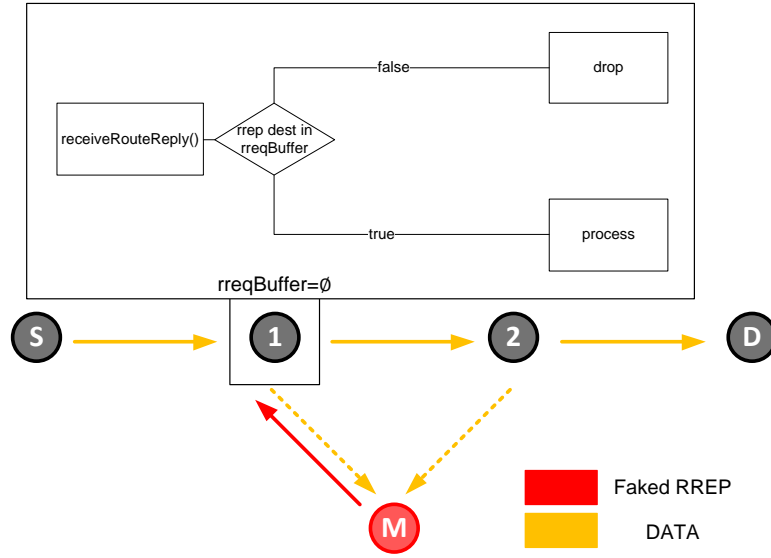 false
drop
receiveRouteReply()
rrep dest in
rreqBuffer
true
process
rreqBuffer=∅
S
1
2
D
M
Faked RREP
DATA